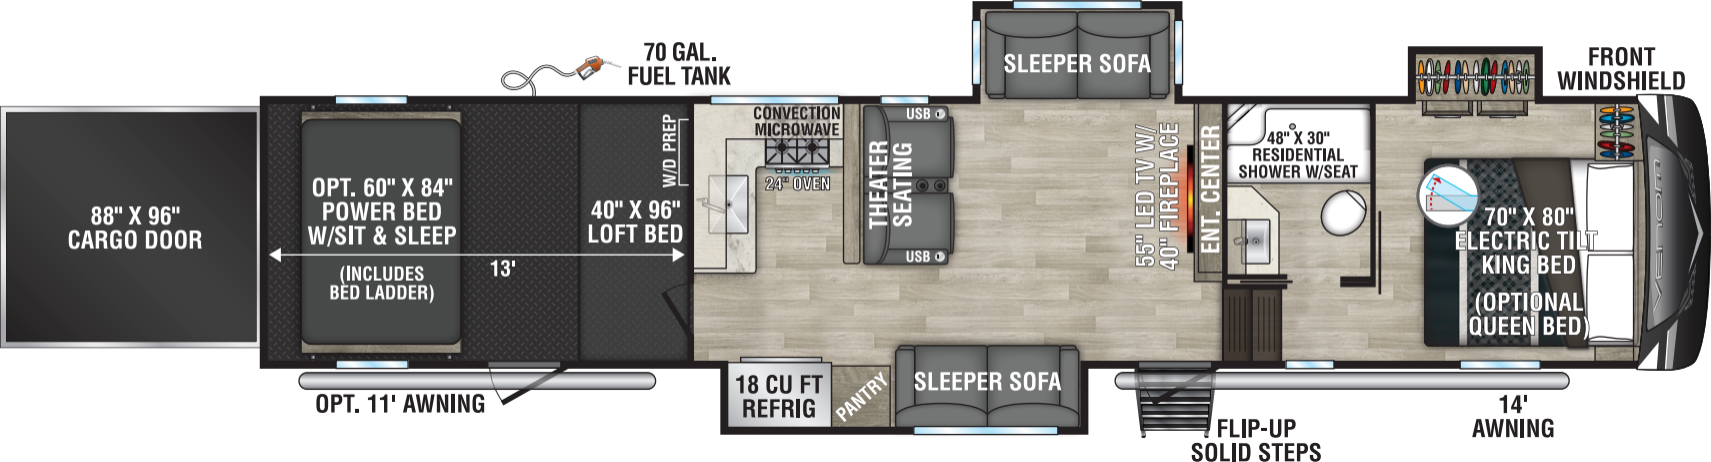 88" X 96"
CARGO DOOR
OPT. 60" X 84"
POWER BED
W/SIT & SLEEP
(INCLUDES
BED LADDER)
13'
OPT. 11' AWNING
70 GAL.
FUEL TANK
W/D PREP
40" X 96"
LOFT BED
CONVECTION
MICROWAVE
24" OVEN
18 CU FT
REFRIG
PANTRY
THEATER
SEATING
USB
USB
SLEEPER SOFA
SLEEPER SOFA
55" LED TV W/
40" FIREPLACE
ENT. CENTER
48" X 30"
RESIDENTIAL
SHOWER W/SEAT
FLIP-UP
SOLID STEPS
14'
AWNING
70" X 80"
ELECTRIC TILT
KING BED
(OPTIONAL
QUEEN BED)
FRONT
WINDSHIELD
venom